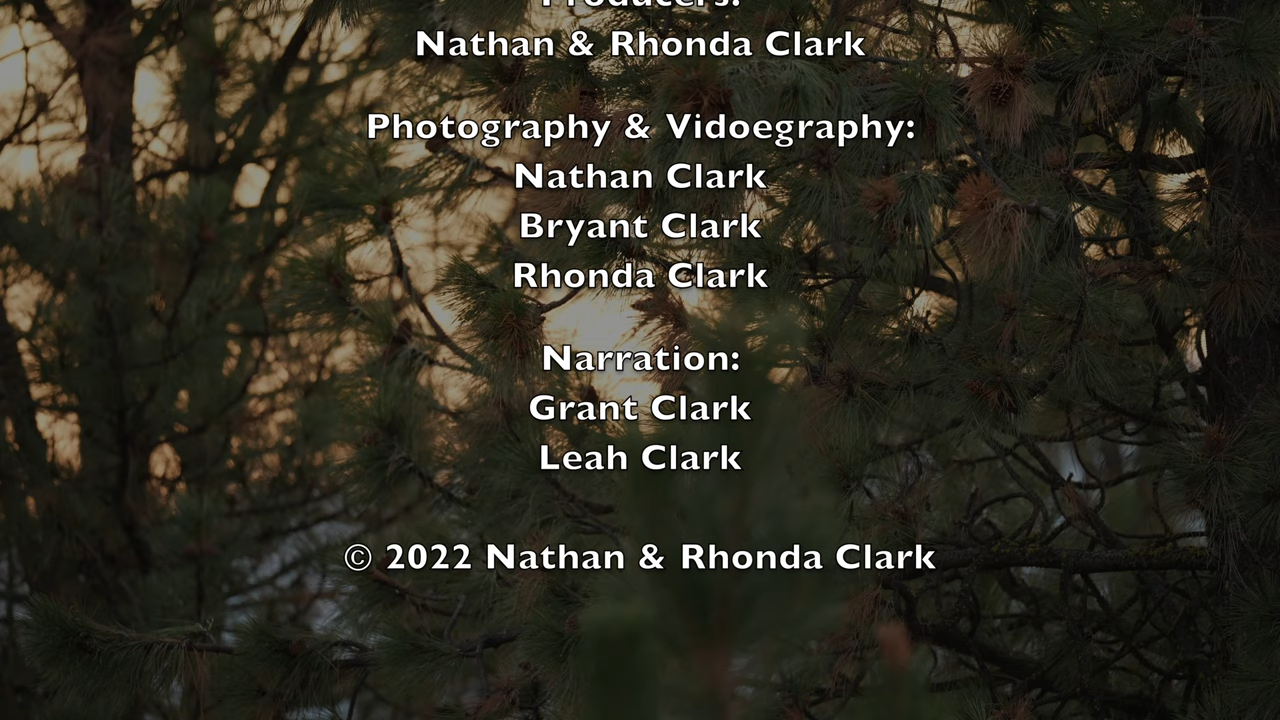 Producers:
Nathan & Rhonda Clark
Photography & Vidoegraphy:
Nathan Clark
Bryant Clark
Rhonda Clark
Narration:
Grant Clark
Leah Clark
© 2022 Nathan & Rhonda Clark